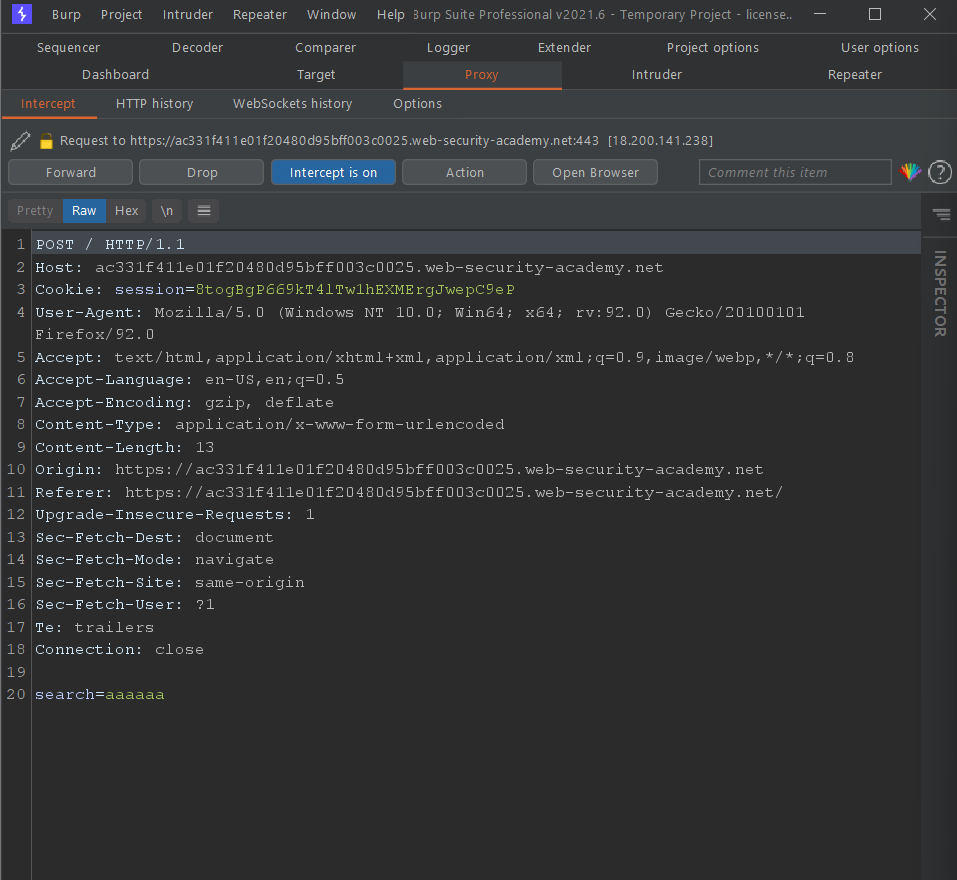 Burp Project Intruder Repeater Window Help Burp Suite Professional v2021.6 - Temporary Project - license..
Sequencer Decoder Comparer Logger Extender Project options User options
Dashboard Target Proxy Intruder Repeater
Intercept HTTP history WebSockets history Options
Request to https://ac331f411e01f20480d95bff003c0025.web-security-academy.net:443 [18.200.141.238]
Forward Drop Intercept is on Action Open Browser Comment this item ?
Pretty Raw Hex \n
INSPECTOR
1 POST / HTTP/1.1
2 Host: ac331f411e01f20480d95bff003c0025.web-security-academy.net
3 Cookie: session=8togBgP669kT4lTwlhEXMErgJwepC9eP
4 User-Agent: Mozilla/5.0 (Windows NT 10.0; Win64; x64; rv:92.0) Gecko/20100101
Firefox/92.0
5 Accept: text/html,application/xhtml+xml,application/xml;q=0.9,image/webp,*/*;q=0.8
6 Accept-Language: en-US,en;q=0.5
7 Accept-Encoding: gzip, deflate
8 Content-Type: application/x-www-form-urlencoded
9 Content-Length: 13
10 Origin: https://ac331f411e01f20480d95bff003c0025.web-security-academy.net
11 Referer: https://ac331f411e01f20480d95bff003c0025.web-security-academy.net/
12 Upgrade-Insecure-Requests: 1
13 Sec-Fetch-Dest: document
14 Sec-Fetch-Mode: navigate
15 Sec-Fetch-Site: same-origin
16 Sec-Fetch-User: ?1
17 Te: trailers
18 Connection: close
19
20 search=aaaaaa